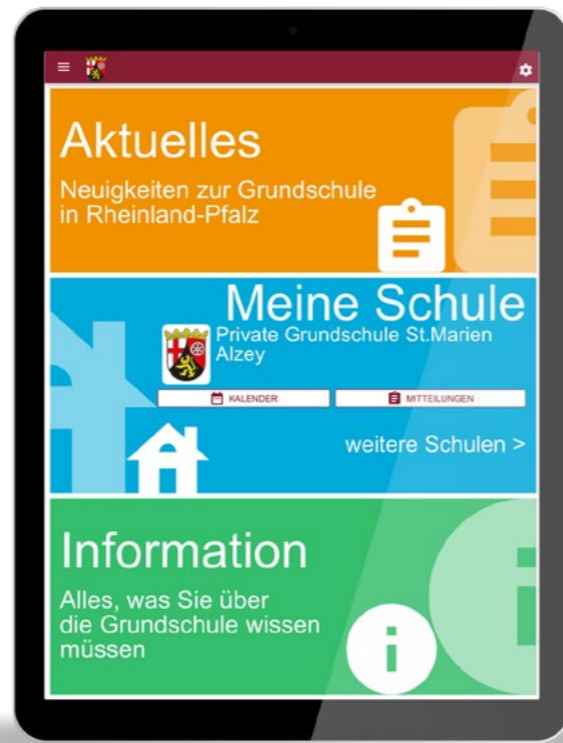 Aktuelles
Neuigkeiten zur Grundschule
in Rheinland-Pfalz
Meine Schule
Private Grundschule St.Marien
Alzey
KALENDER
MITTEILUNGEN
weitere Schulen >
Information
Alles, was Sie über
die Grundschule wissen
müssen